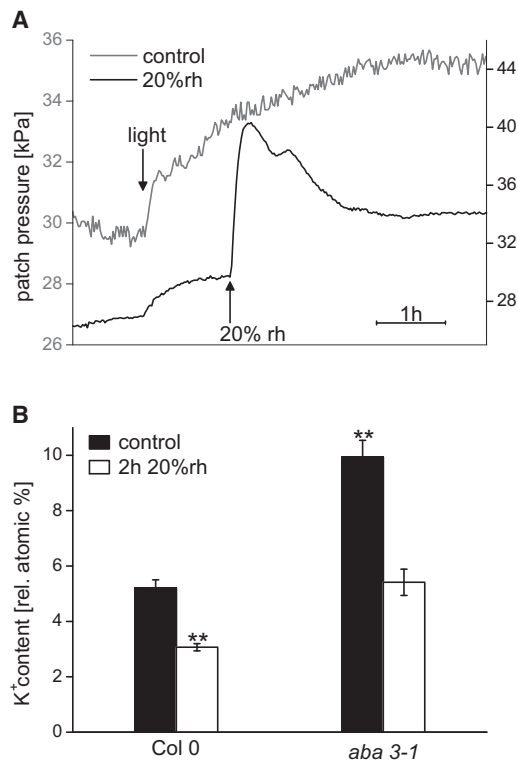 A
control
20%rh
light
20% rh
1h
patch pressure [kPa]
36
34
32
30
28
26
44
40
36
32
28
B
control
2h 20%rh
**
**
K⁺content [rel. atomic %]
10
8
6
4
2
0
Col 0
aba 3-1